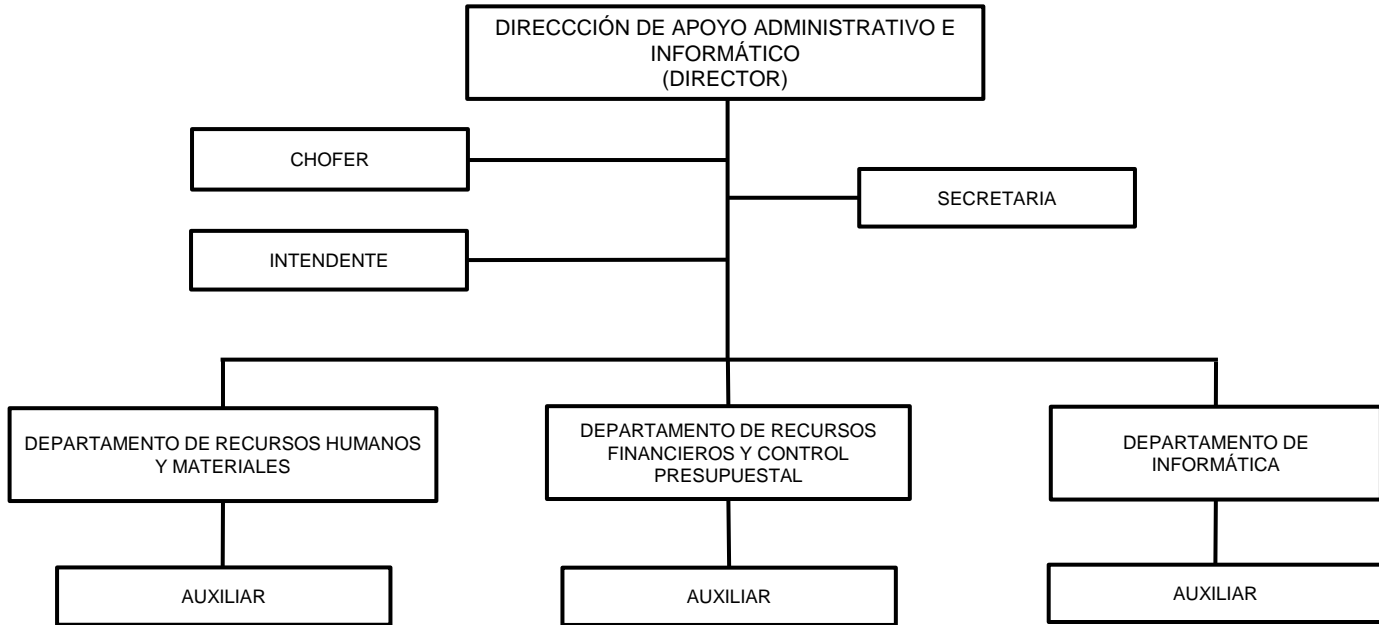 DIRECCCIÓN DE APOYO ADMINISTRATIVO E
INFORMÁTICO
(DIRECTOR)
CHOFER
SECRETARIA
INTENDENTE
DEPARTAMENTO DE RECURSOS HUMANOS
Y MATERIALES
DEPARTAMENTO DE RECURSOS
FINANCIEROS Y CONTROL
PRESUPUESTAL
DEPARTAMENTO DE
INFORMÁTICA
AUXILIAR
AUXILIAR
AUXILIAR